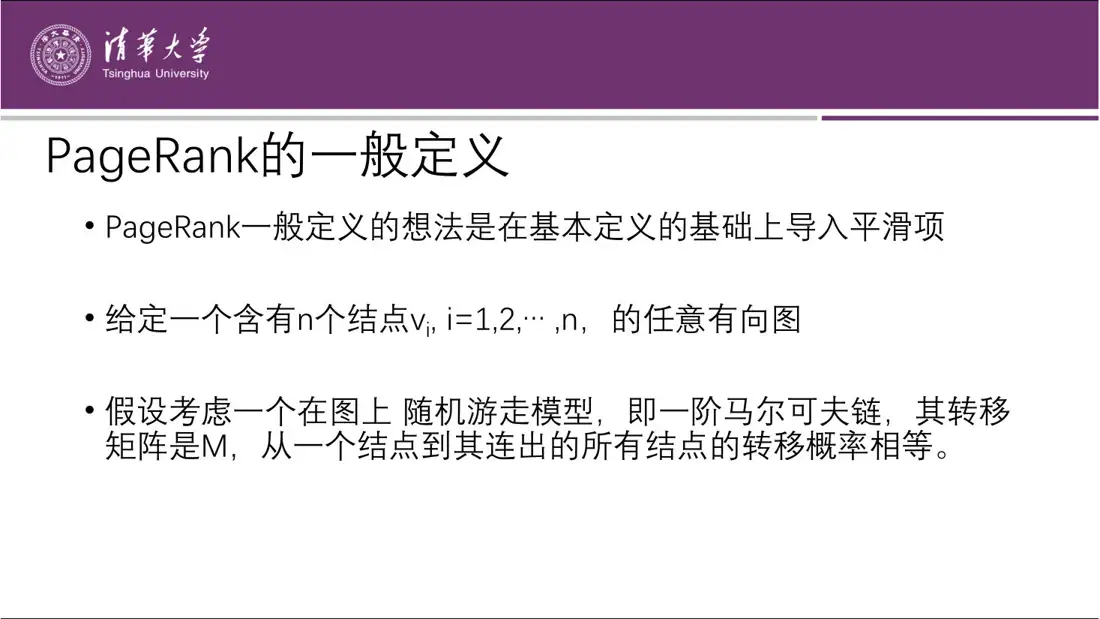 清华大学
Tsinghua University
PageRank的一般定义
• PageRank一般定义的想法是在基本定义的基础上导入平滑项
• 给定一个含有n个结点vi, i=1,2,⋯ ,n，的任意有向图
• 假设考虑一个在图上 随机游走模型，即一阶马尔可夫链，其转移
矩阵是M，从一个结点到其连出的所有结点的转移概率相等。